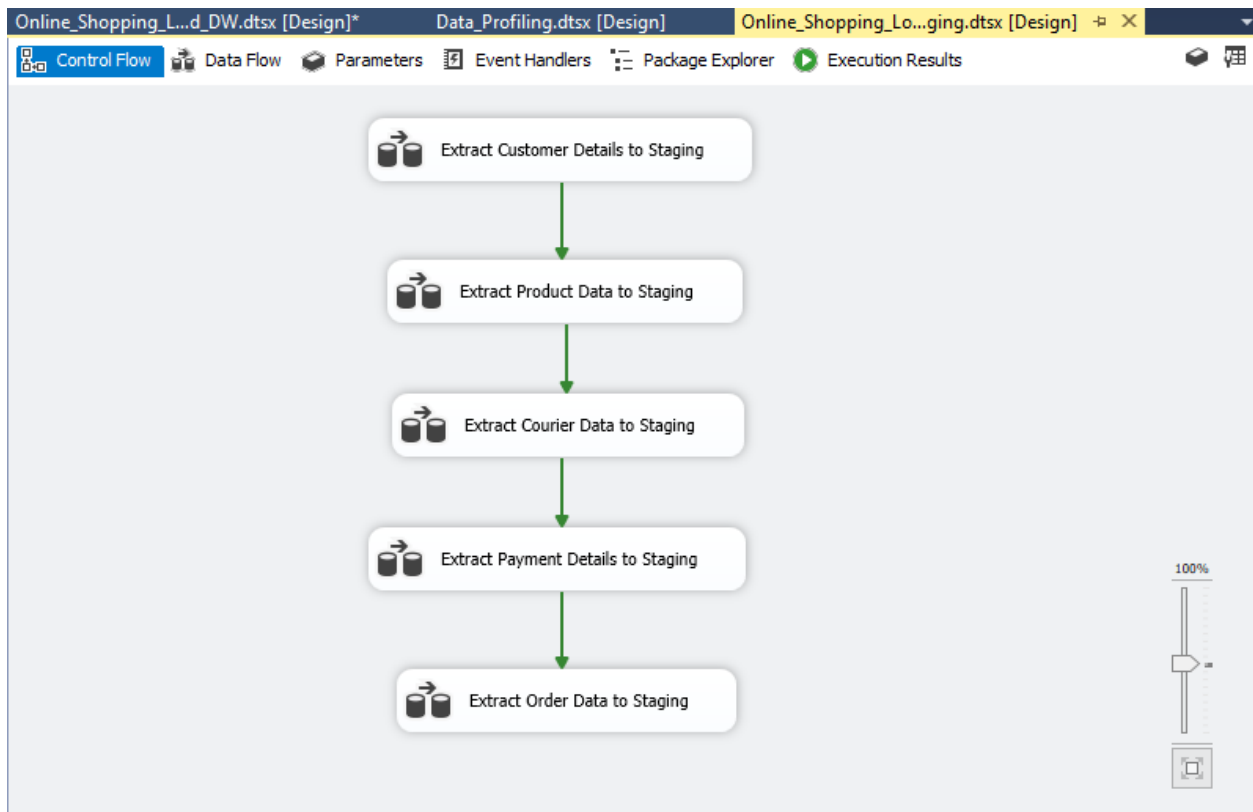 Online_Shopping_L...d_DW.dtsx [Design]* Data_Profiling.dtsx [Design] Online_Shopping_Lo...ging.dtsx [Design]
Control Flow Data Flow Parameters Event Handlers Package Explorer Execution Results
Extract Customer Details to Staging
Extract Product Data to Staging
Extract Courier Data to Staging
Extract Payment Details to Staging
100%
Extract Order Data to Staging